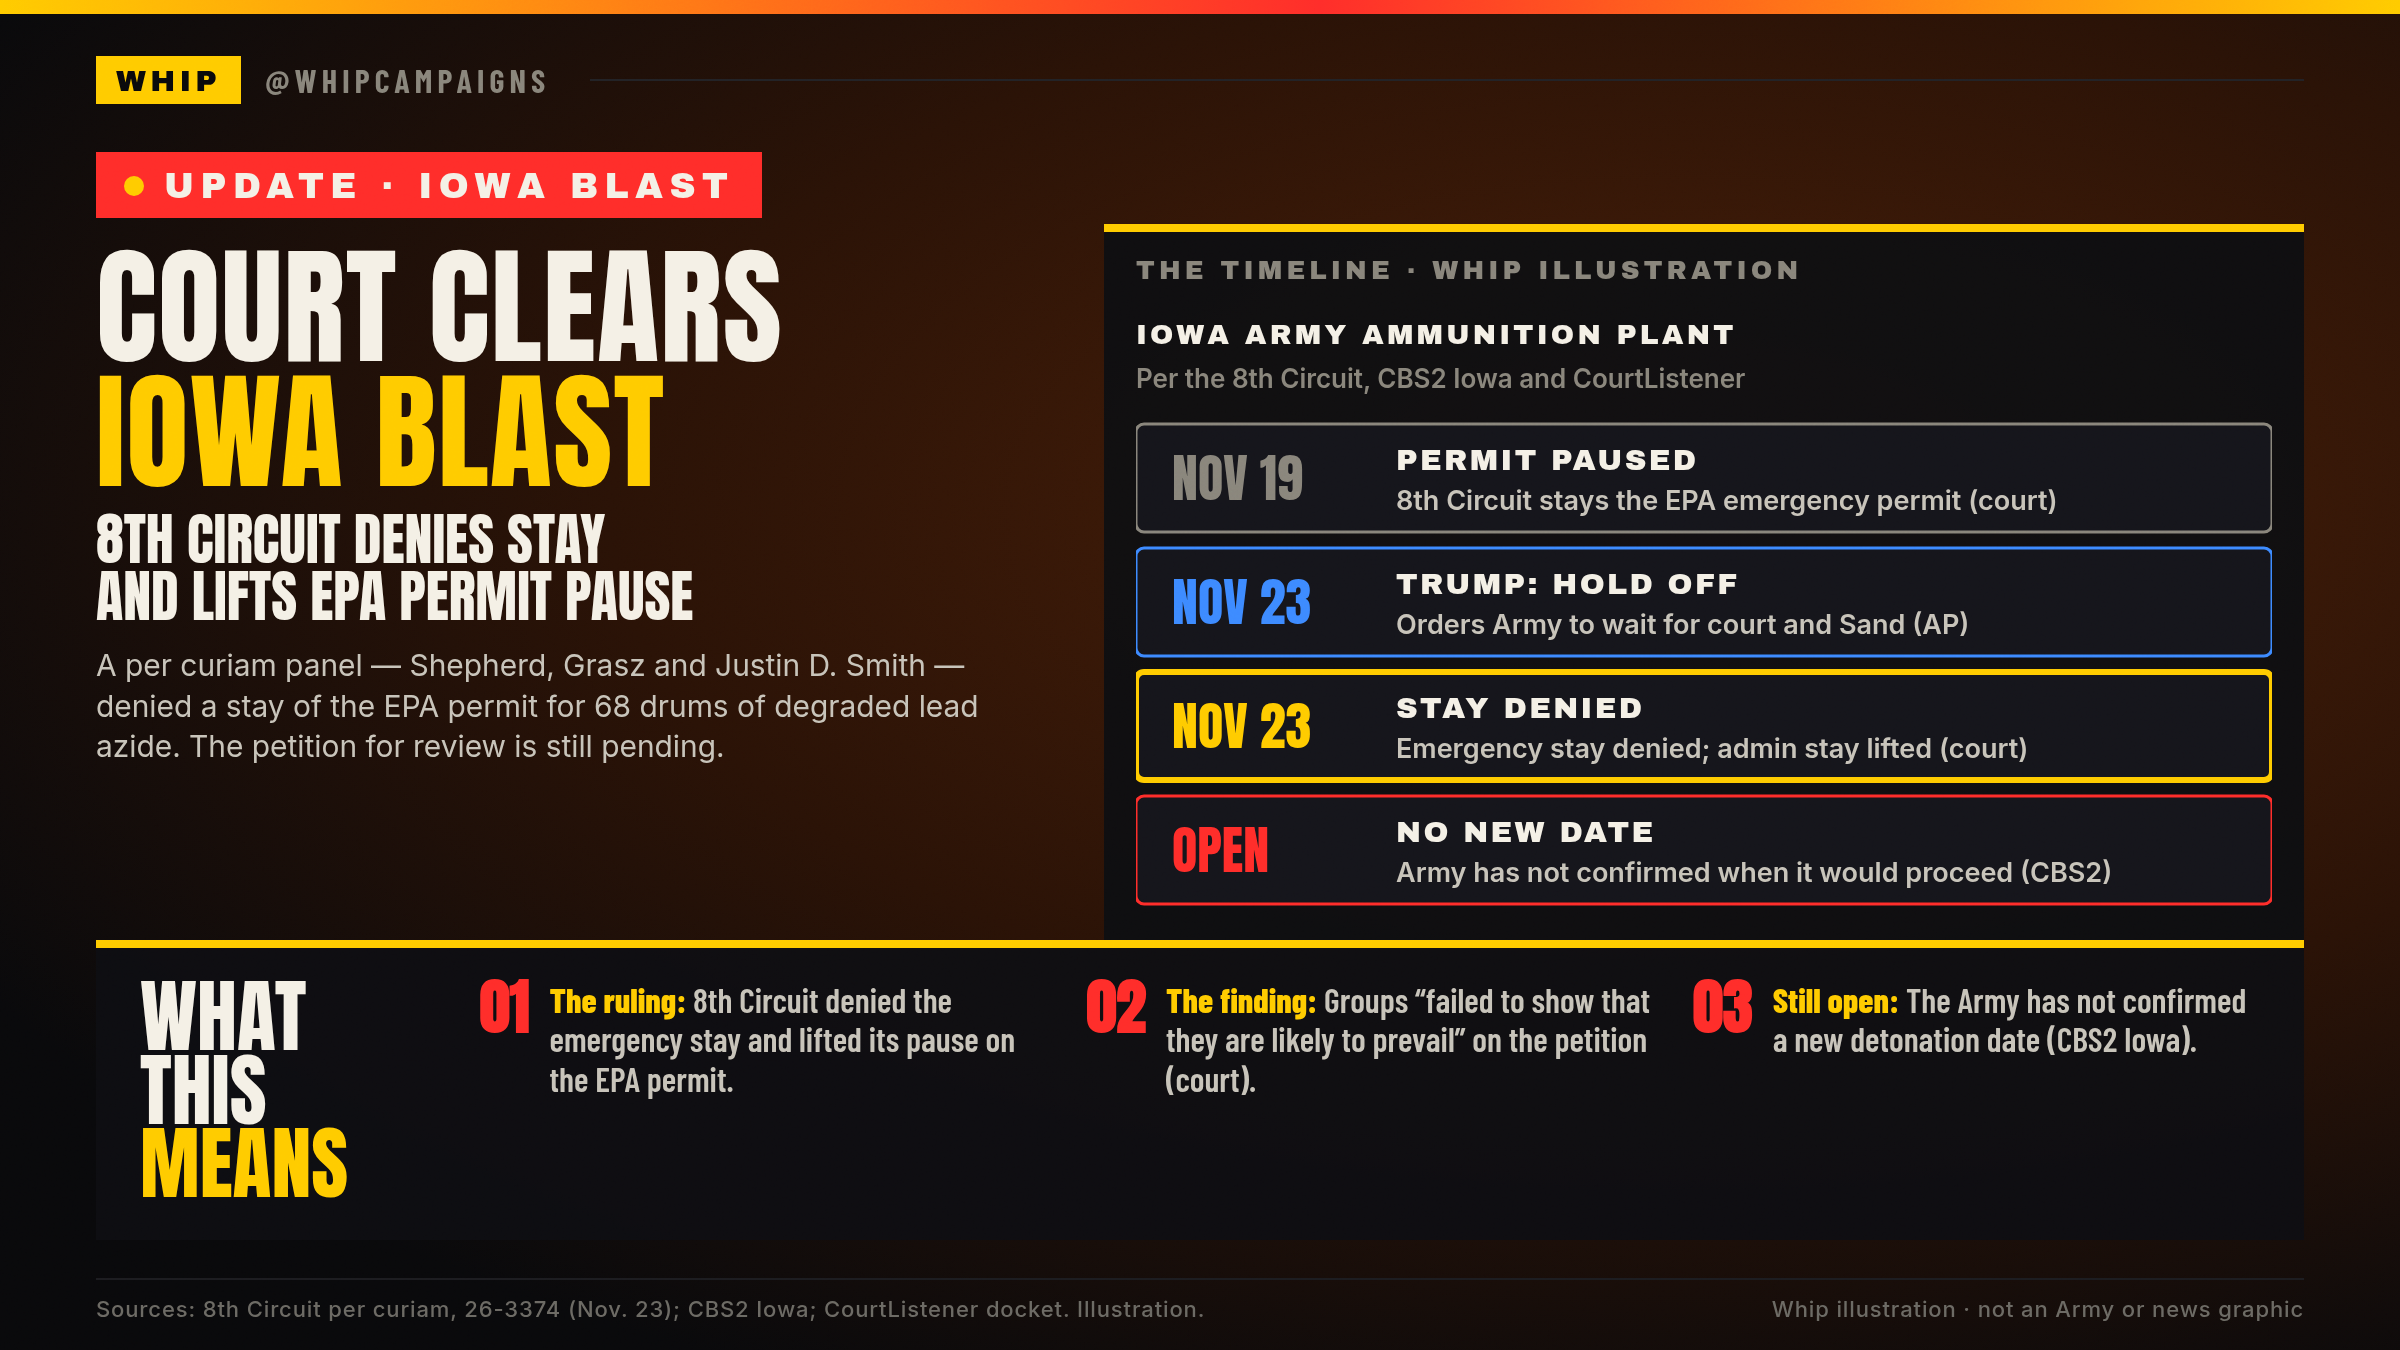 WHIP @WHIPCAMPAIGNS
UPDATE · IOWA BLAST
COURT CLEARS
IOWA BLAST
8TH CIRCUIT DENIES STAY
AND LIFTS EPA PERMIT PAUSE
A per curiam panel — Shepherd, Grasz and Justin D. Smith —
denied a stay of the EPA permit for 68 drums of degraded lead
azide. The petition for review is still pending.
THE TIMELINE · WHIP ILLUSTRATION
IOWA ARMY AMMUNITION PLANT
Per the 8th Circuit, CBS2 Iowa and CourtListener
NOV 19
PERMIT PAUSED
8th Circuit stays the EPA emergency permit (court)
NOV 23
TRUMP: HOLD OFF
Orders Army to wait for court and Sand (AP)
NOV 23
STAY DENIED
Emergency stay denied; admin stay lifted (court)
OPEN
NO NEW DATE
Army has not confirmed when it would proceed (CBS2)
WHAT
THIS
MEANS
01 The ruling: 8th Circuit denied the
emergency stay and lifted its pause on
the EPA permit.
02 The finding: Groups “failed to show that
they are likely to prevail” on the petition
(court).
03 Still open: The Army has not confirmed
a new detonation date (CBS2 Iowa).
Sources: 8th Circuit per curiam, 26-3374 (Nov. 23); CBS2 Iowa; CourtListener docket. Illustration.
Whip illustration · not an Army or news graphic